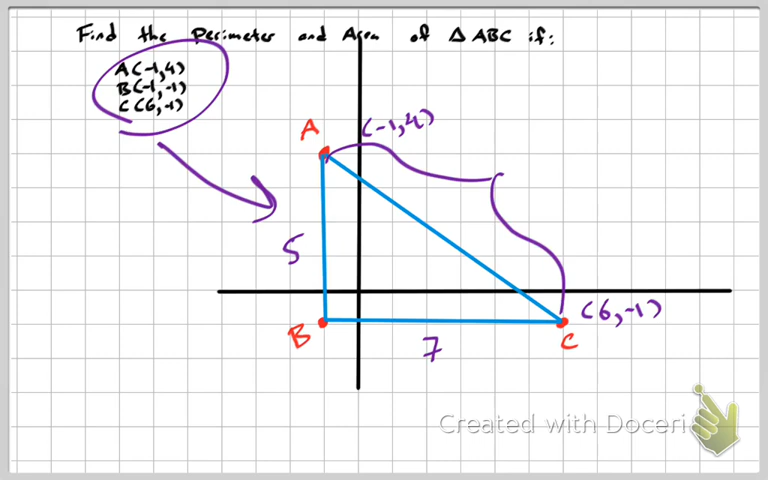 Find the Perimeter and Area of △ABC if:
A(-1,4)
B(-1,-1)
C(6,-1)
A (-1,4)
5
B
7
C
(6,-1)
Created with Doceri